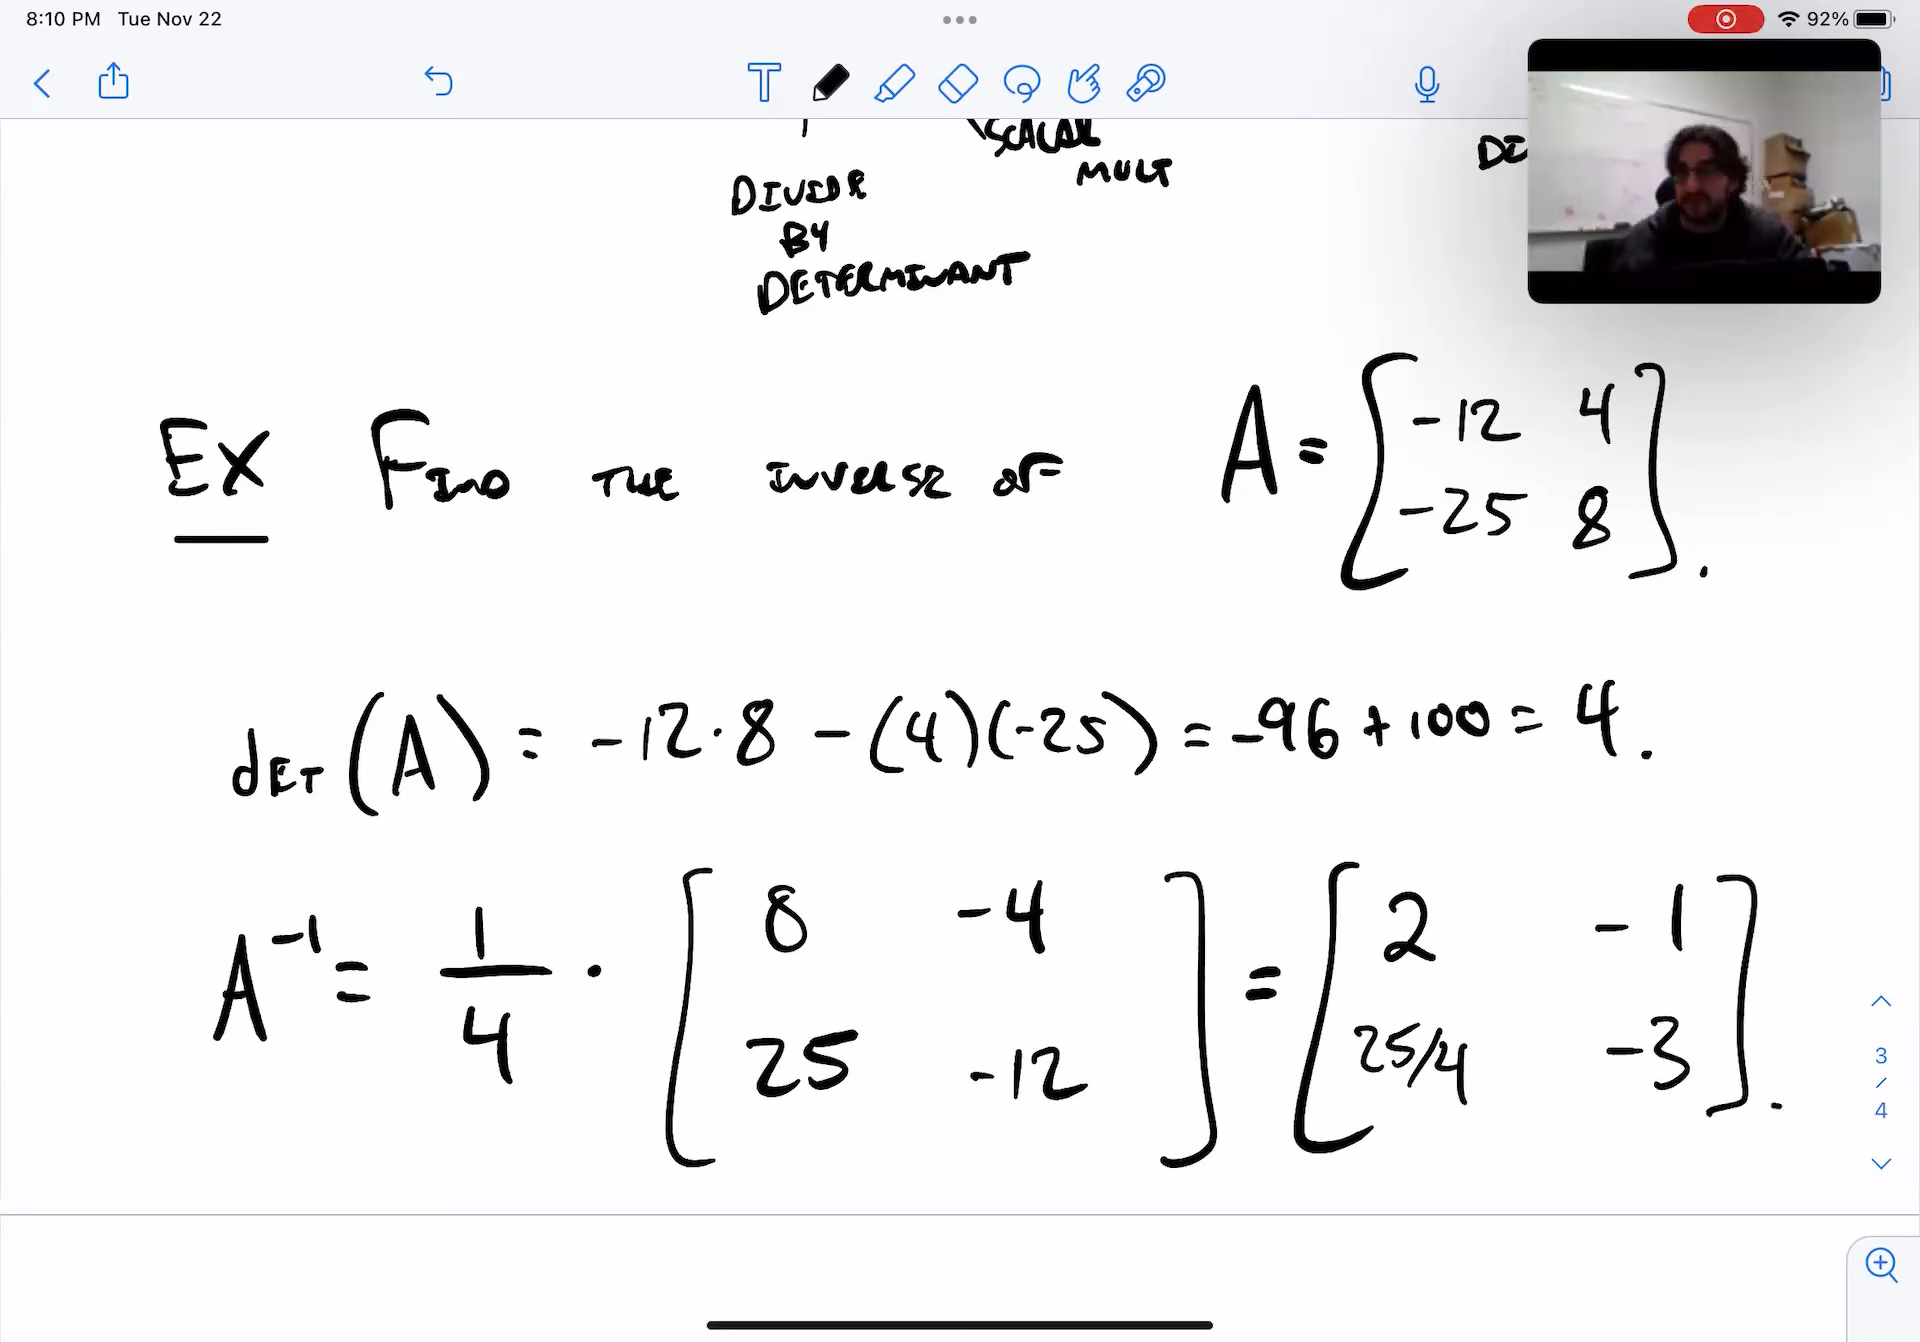 8:10 PM Tue Nov 22
92%
SCALAR
MULT
DIVIDE
BY
DETERMINANT
DI
EX FIND THE INVERSE OF A = [-12 4
-25 8].
DET(A) = -12·8 - (4)(-25) = -96 + 100 = 4.
A⁻¹ = 1/4 · [8 -4
25 -12] = [2 -1
25/4 -3].
3
/
4